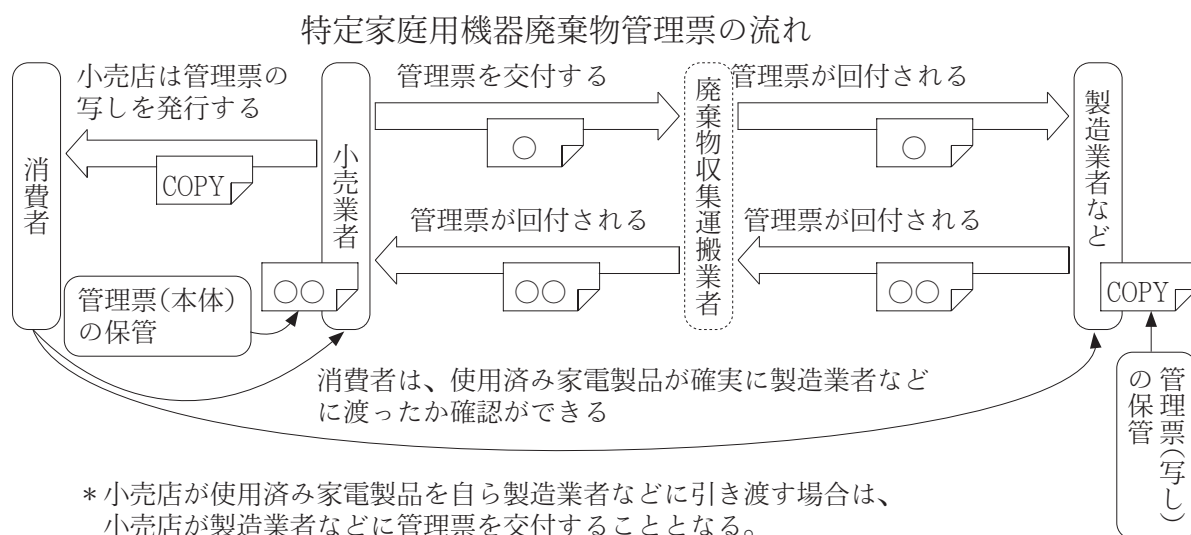 特定家庭用機器廃棄物管理票の流れ
小売店は管理票の
写しを発行する
管理票を交付する
管理票が回付される
COPY
○
○
消費者
小売業者
廃棄物収集運搬業者
製造業者など
管理票が回付される
管理票が回付される
○○
○○
○○
COPY
管理票(本体)
の保管
消費者は、使用済み家電製品が確実に製造業者など
に渡ったか確認ができる
管理票(写し)
の保管
*小売店が使用済み家電製品を自ら製造業者などに引き渡す場合は、
小売店が製造業者などに管理票を交付することとなる。